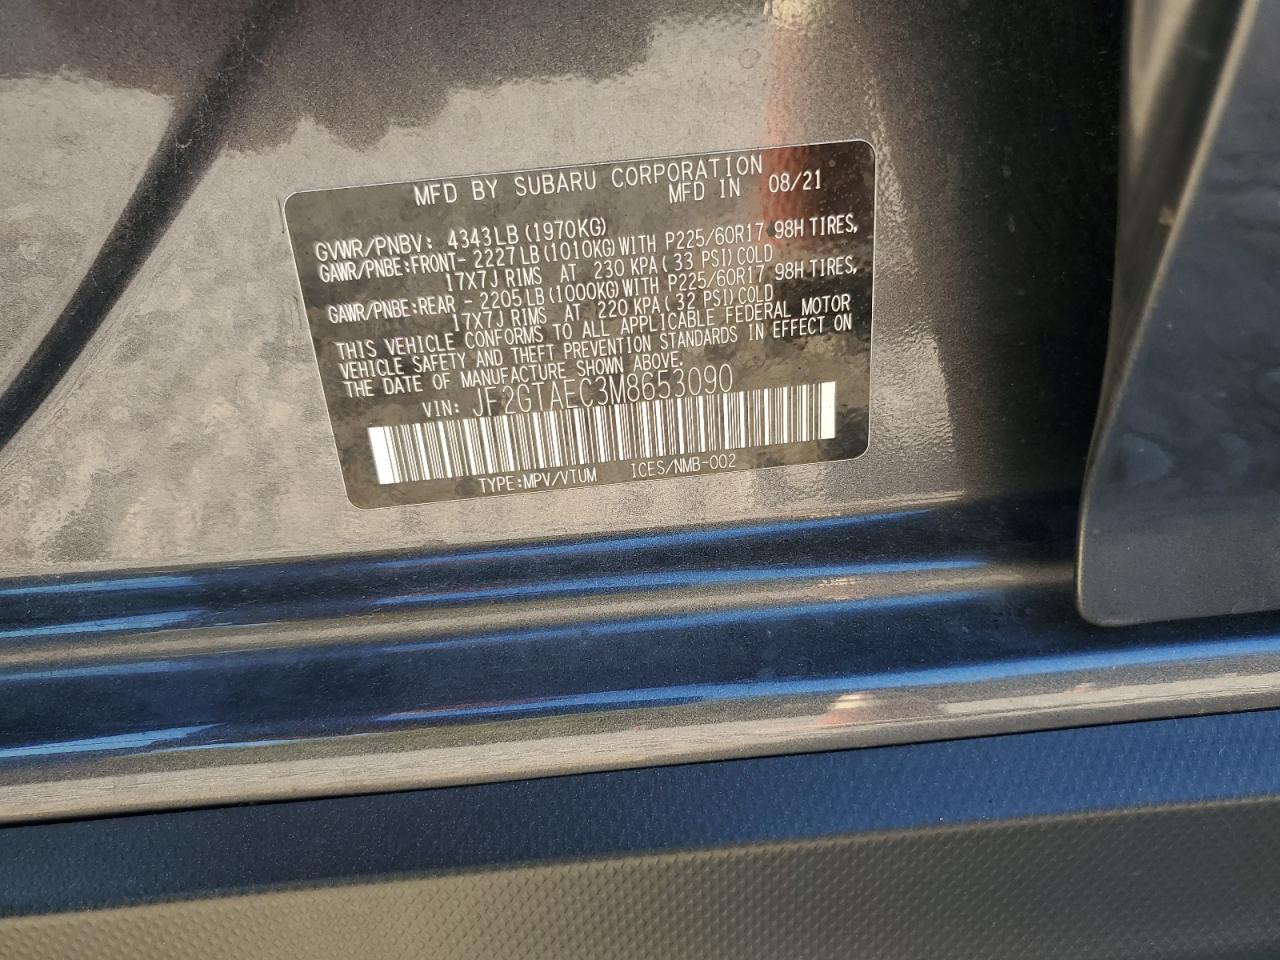 MFD BY SUBARU CORPORATION
MFD IN 08/21
GVWR/PNBV: 4343LB (1970KG)
GAWR/PNBE:FRONT- 2227LB (1010KG) WITH P225/60R17 98H TIRES,
17X7J RIMS AT 230 KPA (33 PSI) COLD
GAWR/PNBE:REAR - 2205LB (1000KG) WITH P225/60R17 98H TIRES,
17X7J RIMS AT 220 KPA (32 PSI) COLD
THIS VEHICLE CONFORMS TO ALL APPLICABLE FEDERAL MOTOR
VEHICLE SAFETY AND THEFT PREVENTION STANDARDS IN EFFECT ON
THE DATE OF MANUFACTURE SHOWN ABOVE.
VIN: JF2GTAEC3M8653090
TYPE:MPV/VTUM ICES/NMB-002